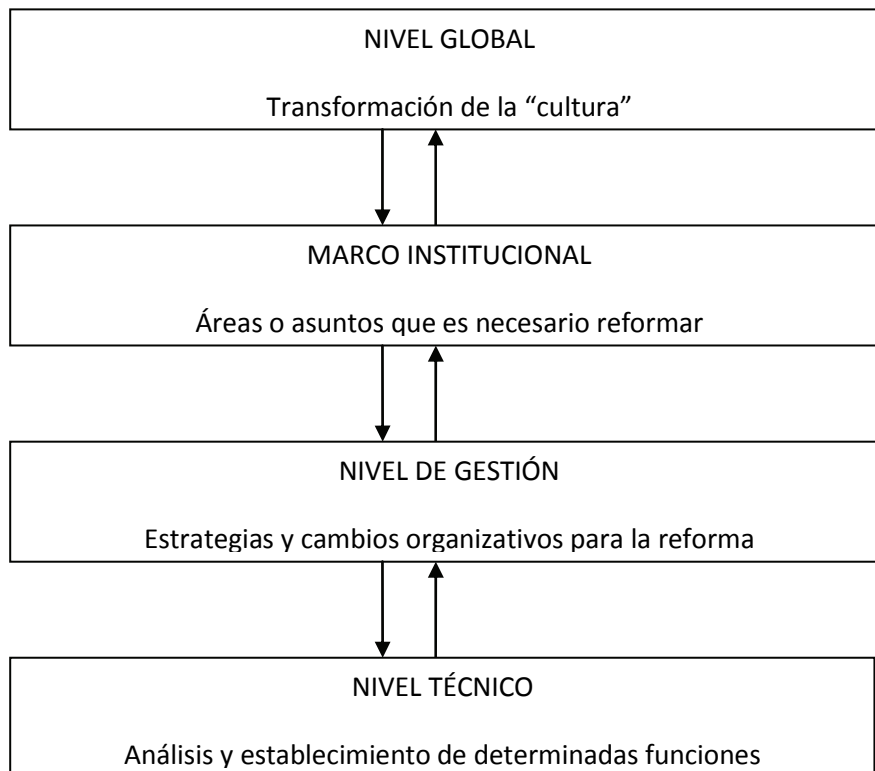 NIVEL GLOBAL
Transformación de la “cultura”
MARCO INSTITUCIONAL
Áreas o asuntos que es necesario reformar
NIVEL DE GESTIÓN
Estrategias y cambios organizativos para la reforma
NIVEL TÉCNICO
Análisis y establecimiento de determinadas funciones